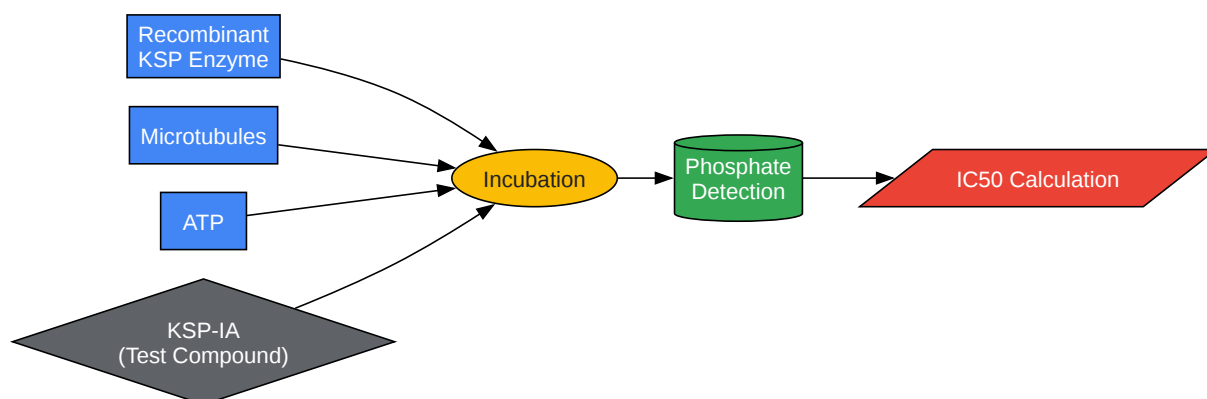 Recombinant
KSP Enzyme
Microtubules
ATP
KSP-IA
(Test Compound)
Incubation
Phosphate
Detection
IC50 Calculation